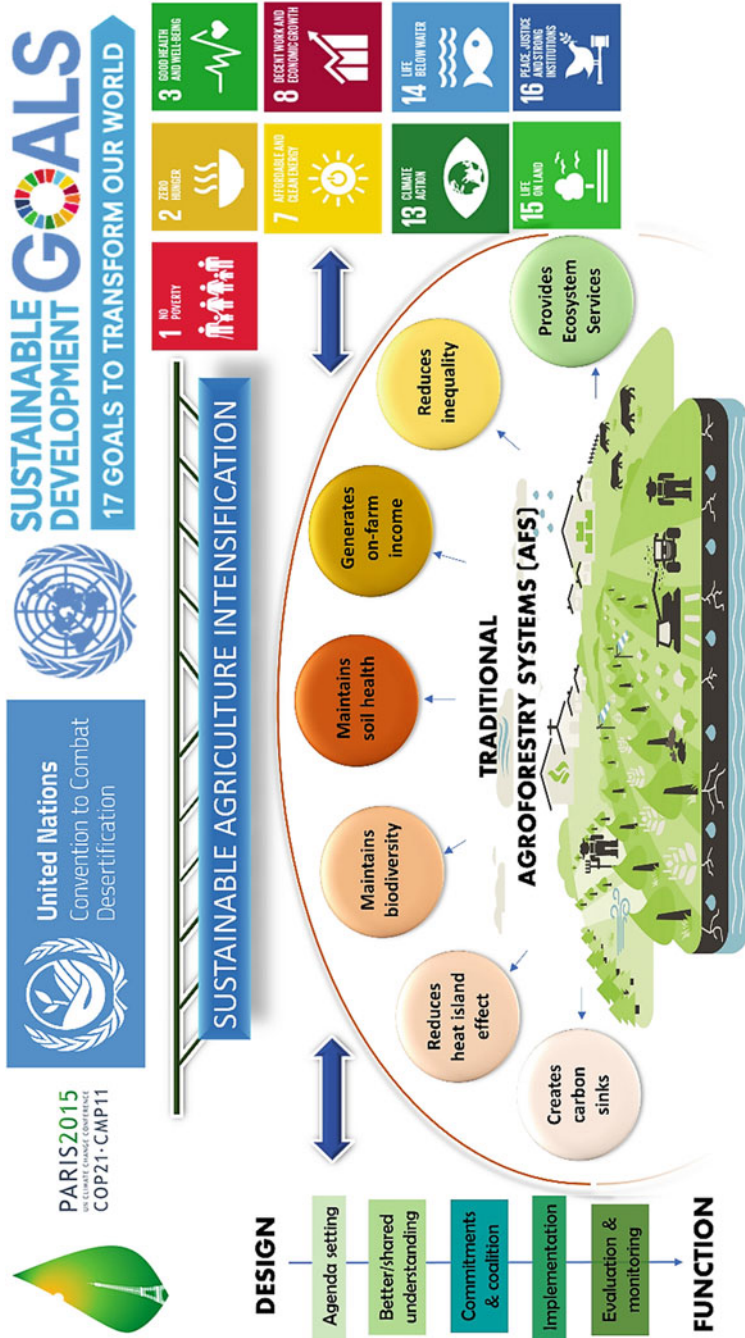 PARIS2015
UN CLIMATE CHANGE CONFERENCE
COP21·CMP11
United Nations
Convention to Combat
Desertification
SUSTAINABLE
DEVELOPMENT
GOALS
17 GOALS TO TRANSFORM OUR WORLD
SUSTAINABLE AGRICULTURE INTENSIFICATION
1 NO
POVERTY
2 ZERO
HUNGER
3 GOOD HEALTH
AND WELL-BEING
7 AFFORDABLE AND
CLEAN ENERGY
8 DECENT WORK AND
ECONOMIC GROWTH
13 CLIMATE
ACTION
14 LIFE
BELOW WATER
15 LIFE
ON LAND
16 PEACE, JUSTICE
AND STRONG
INSTITUTIONS
DESIGN
Agenda setting
Better/shared
understanding
Commitments
& coalition
Implementation
Evaluation &
monitoring
FUNCTION
Creates
carbon
sinks
Reduces
heat island
effect
Maintains
biodiversity
Maintains
soil health
Generates
on-farm
income
Reduces
inequality
Provides
Ecosystem
Services
TRADITIONAL
AGROFORESTRY SYSTEMS (AFS)